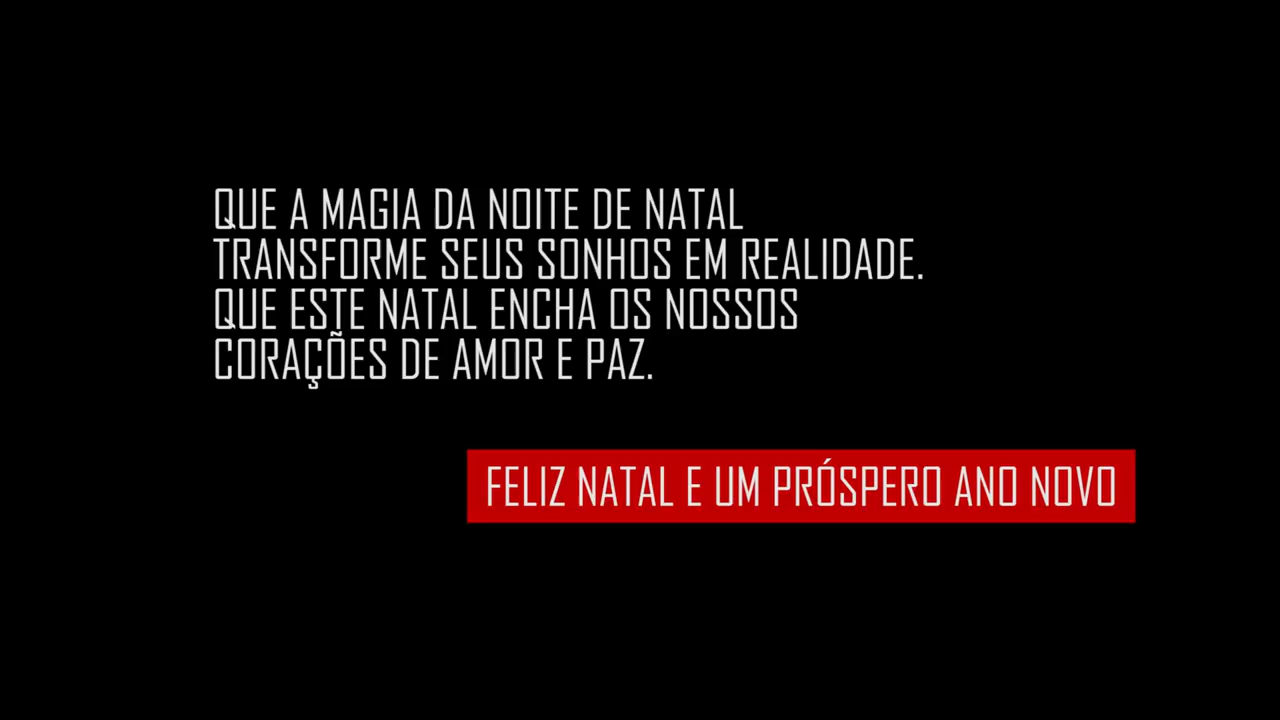 QUE A MAGIA DA NOITE DE NATAL
TRANSFORME SEUS SONHOS EM REALIDADE.
QUE ESTE NATAL ENCHA OS NOSSOS
CORAÇÕES DE AMOR E PAZ.
FELIZ NATAL E UM PRÓSPERO ANO NOVO